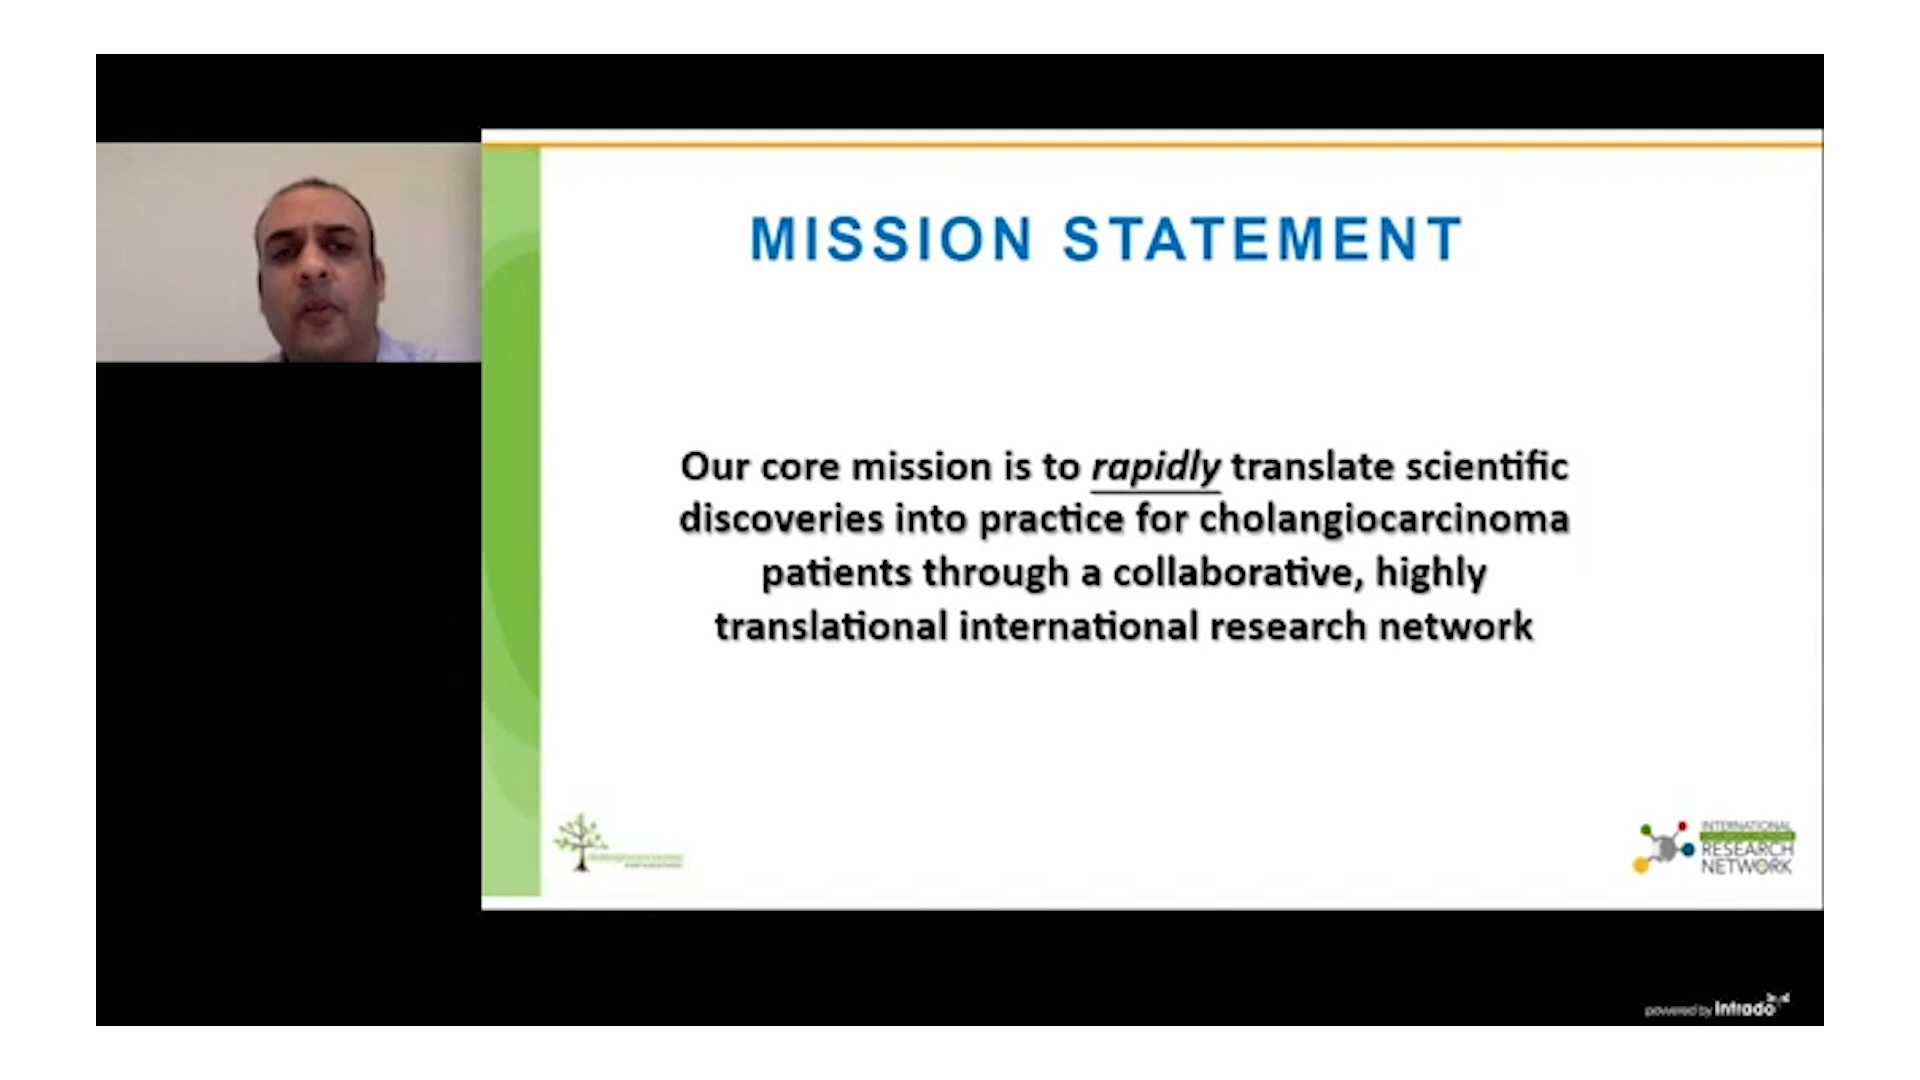 MISSION STATEMENT
Our core mission is to rapidly translate scientific
discoveries into practice for cholangiocarcinoma
patients through a collaborative, highly
translational international research network
INTERNATIONAL
RESEARCH
NETWORK
powered by intrado